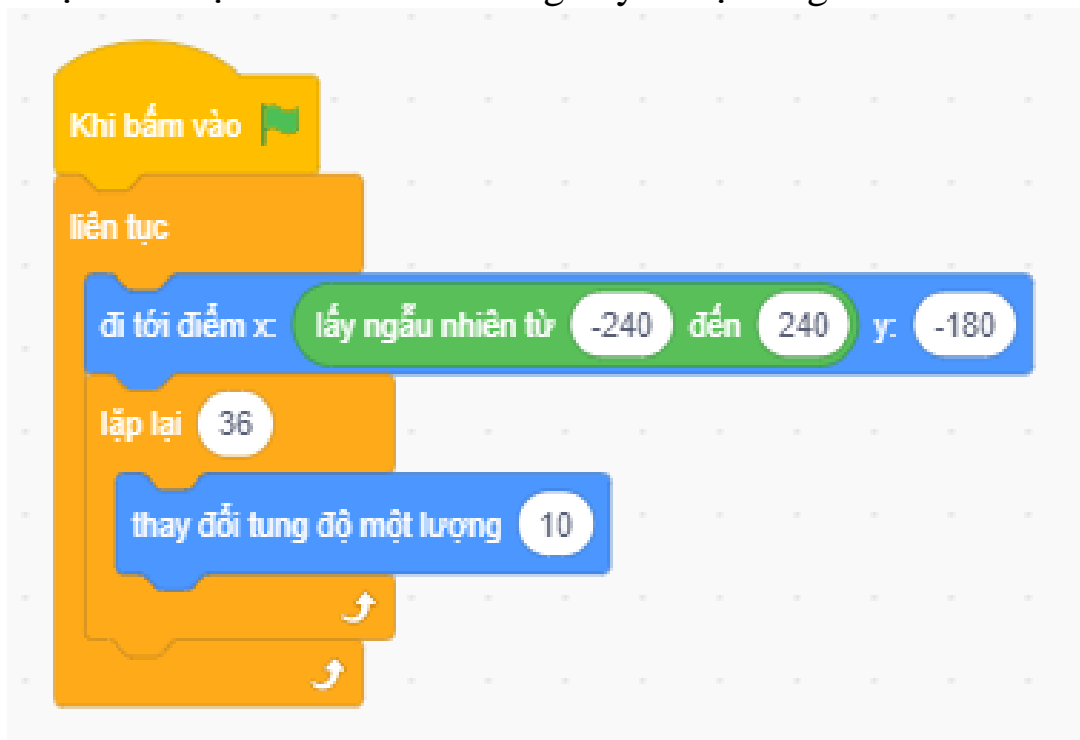 Khi bấm vào
liên tục
đi tới điểm x: lấy ngẫu nhiên từ -240 đến 240 y: -180
lặp lại 36
thay đổi tung độ một lượng 10